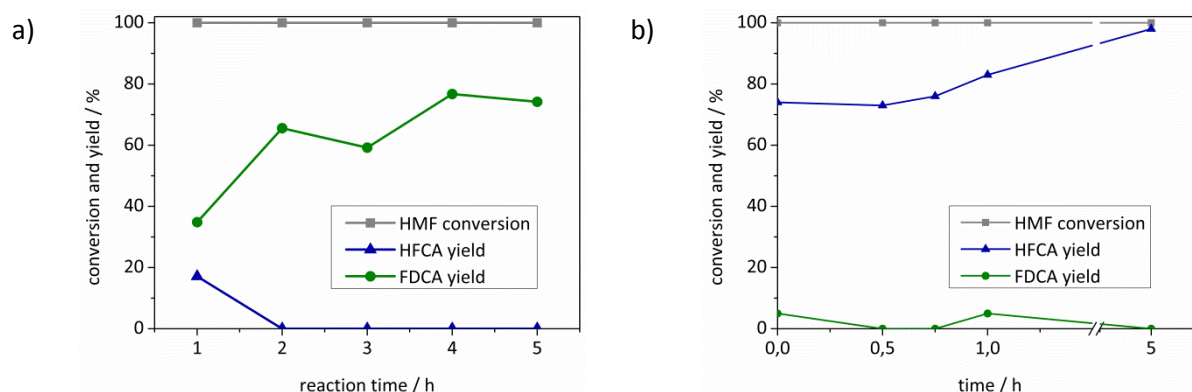 a)
conversion and yield / %
100
80
60
40
20
0
HMF conversion
HFCA yield
FDCA yield
1 2 3 4 5
reaction time / h
b)
conversion and yield / %
100
80
60
40
20
0
HMF conversion
HFCA yield
FDCA yield
0,0 0,5 1,0 5
time / h